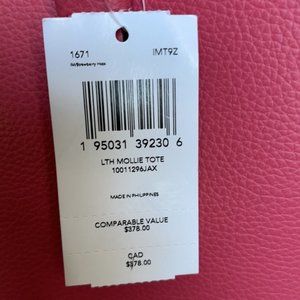 1671 IMT9Z
IM/Strawberry Haze
1 95031 39230 6
LTH MOLLIE TOTE
10011296JAX
MADE IN PHILIPPINES
COMPARABLE VALUE
$378.00
CAD
$378.00